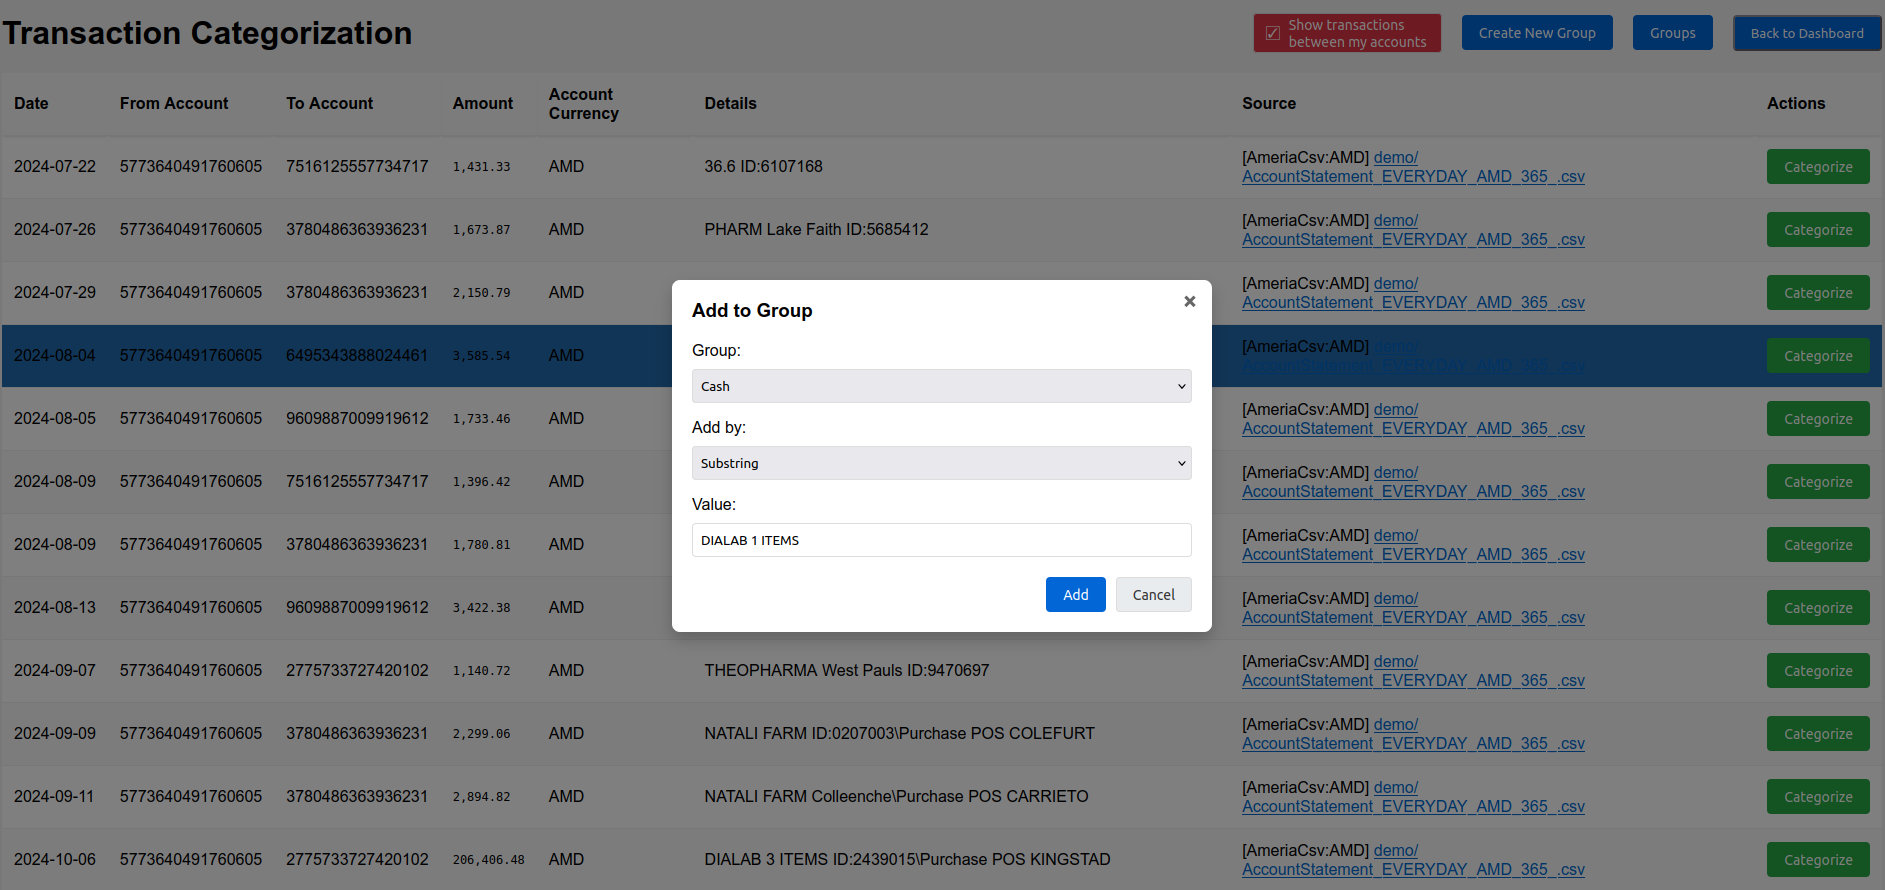 Transaction Categorization
Show transactions
between my accounts
Create New Group
Groups
Back to Dashboard
Date From Account To Account Amount Account Currency Details Source Actions
2024-07-22 5773640491760605 7516125557734717 1,431.33 AMD 36.6 ID:6107168 [AmeriaCsv:AMD] demo/
AccountStatement_EVERYDAY_AMD_365_.csv Categorize
2024-07-26 5773640491760605 3780486363936231 1,673.87 AMD PHARM Lake Faith ID:5685412 [AmeriaCsv:AMD] demo/
AccountStatement_EVERYDAY_AMD_365_.csv Categorize
2024-07-29 5773640491760605 3780486363936231 2,150.79 AMD [AmeriaCsv:AMD] demo/
AccountStatement_EVERYDAY_AMD_365_.csv Categorize
2024-08-04 5773640491760605 6495343888024461 3,585.54 AMD [AmeriaCsv:AMD] demo/
AccountStatement_EVERYDAY_AMD_365_.csv Categorize
2024-08-05 5773640491760605 9609887009919612 1,733.46 AMD [AmeriaCsv:AMD] demo/
AccountStatement_EVERYDAY_AMD_365_.csv Categorize
2024-08-09 5773640491760605 7516125557734717 1,396.42 AMD [AmeriaCsv:AMD] demo/
AccountStatement_EVERYDAY_AMD_365_.csv Categorize
2024-08-09 5773640491760605 3780486363936231 1,780.81 AMD [AmeriaCsv:AMD] demo/
AccountStatement_EVERYDAY_AMD_365_.csv Categorize
2024-08-13 5773640491760605 9609887009919612 3,422.38 AMD [AmeriaCsv:AMD] demo/
AccountStatement_EVERYDAY_AMD_365_.csv Categorize
2024-09-07 5773640491760605 2775733727420102 1,140.72 AMD THEOPHARMA West Pauls ID:9470697 [AmeriaCsv:AMD] demo/
AccountStatement_EVERYDAY_AMD_365_.csv Categorize
2024-09-09 5773640491760605 3780486363936231 2,299.06 AMD NATALI FARM ID:0207003\Purchase POS COLEFURT [AmeriaCsv:AMD] demo/
AccountStatement_EVERYDAY_AMD_365_.csv Categorize
2024-09-11 5773640491760605 3780486363936231 2,894.82 AMD NATALI FARM Colleenche\Purchase POS CARRIETO [AmeriaCsv:AMD] demo/
AccountStatement_EVERYDAY_AMD_365_.csv Categorize
2024-10-06 5773640491760605 2775733727420102 206,406.48 AMD DIALAB 3 ITEMS ID:2439015\Purchase POS KINGSTAD [AmeriaCsv:AMD] demo/
AccountStatement_EVERYDAY_AMD_365_.csv Categorize
Add to Group
×
Group:
Cash
Add by:
Substring
Value:
DIALAB 1 ITEMS
Add
Cancel